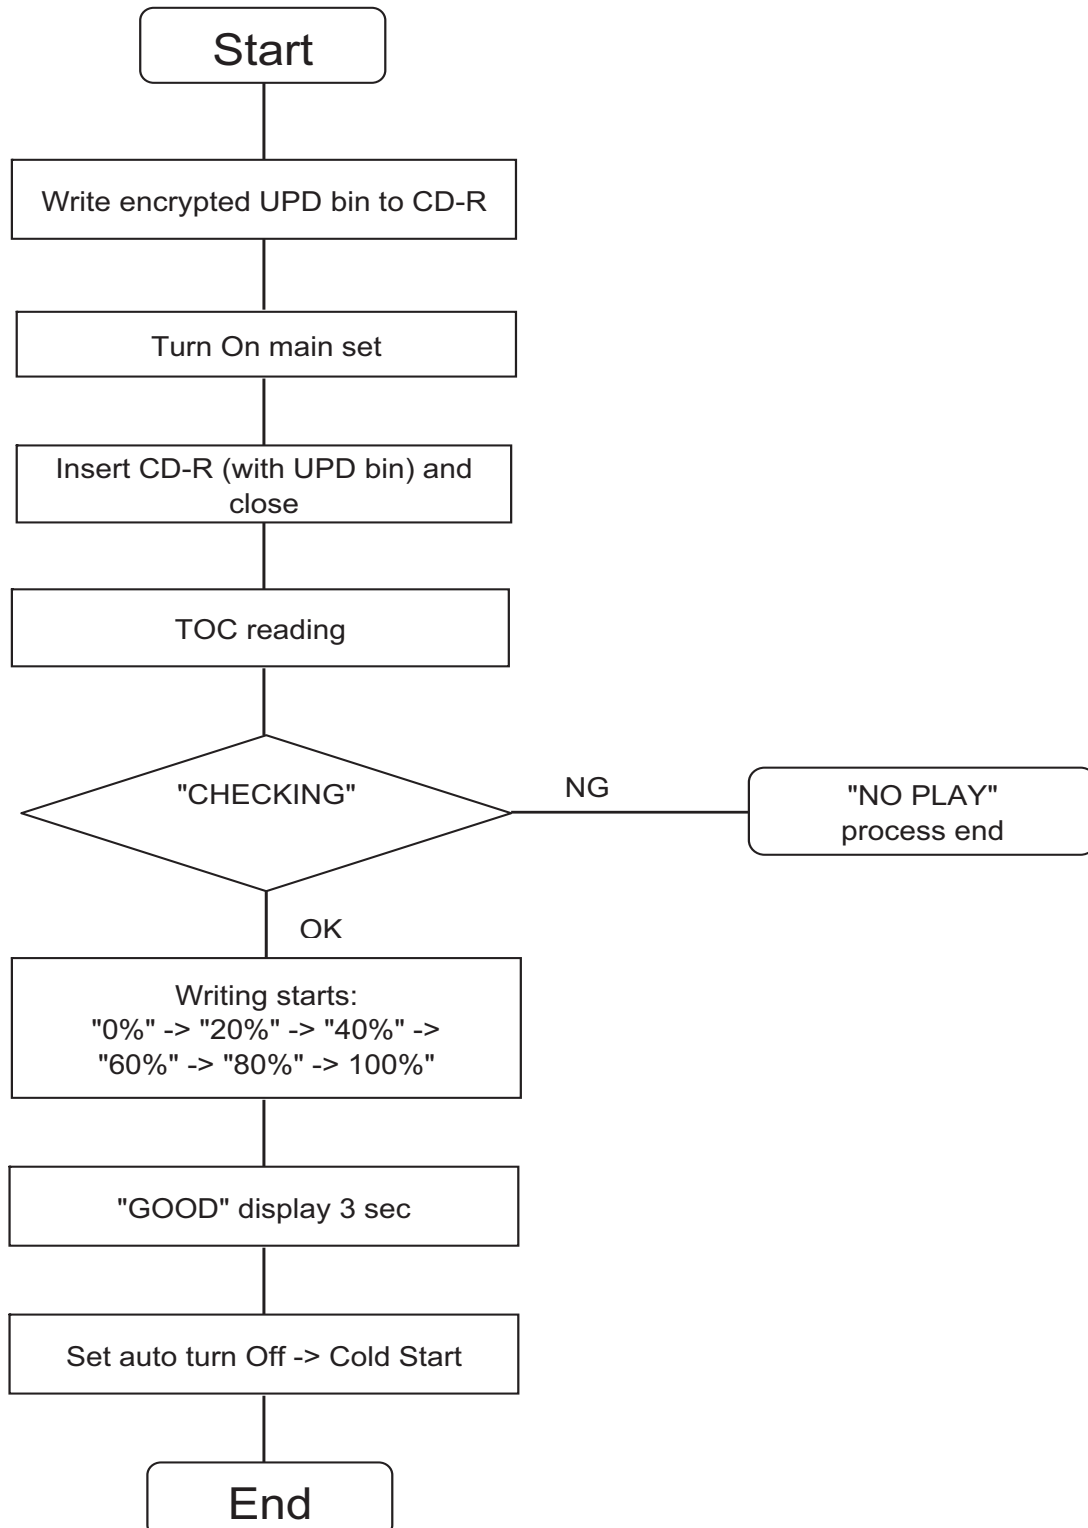 Start
Write encrypted UPD bin to CD-R
Turn On main set
Insert CD-R (with UPD bin) and
close
TOC reading
"CHECKING"
NG
"NO PLAY"
process end
OK
Writing starts:
"0%" -> "20%" -> "40%" ->
"60%" -> "80%" -> 100%"
"GOOD" display 3 sec
Set auto turn Off -> Cold Start
End